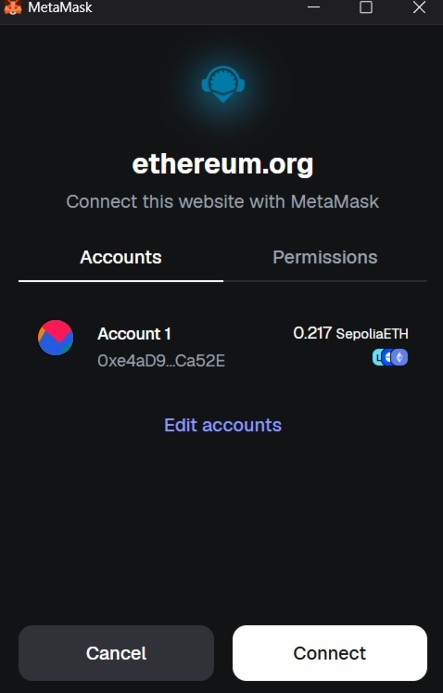 MetaMask
ethereum.org
Connect this website with MetaMask
Accounts Permissions
Account 1 0.217 SepoliaETH
0xe4aD9...Ca52E
Edit accounts
Cancel Connect